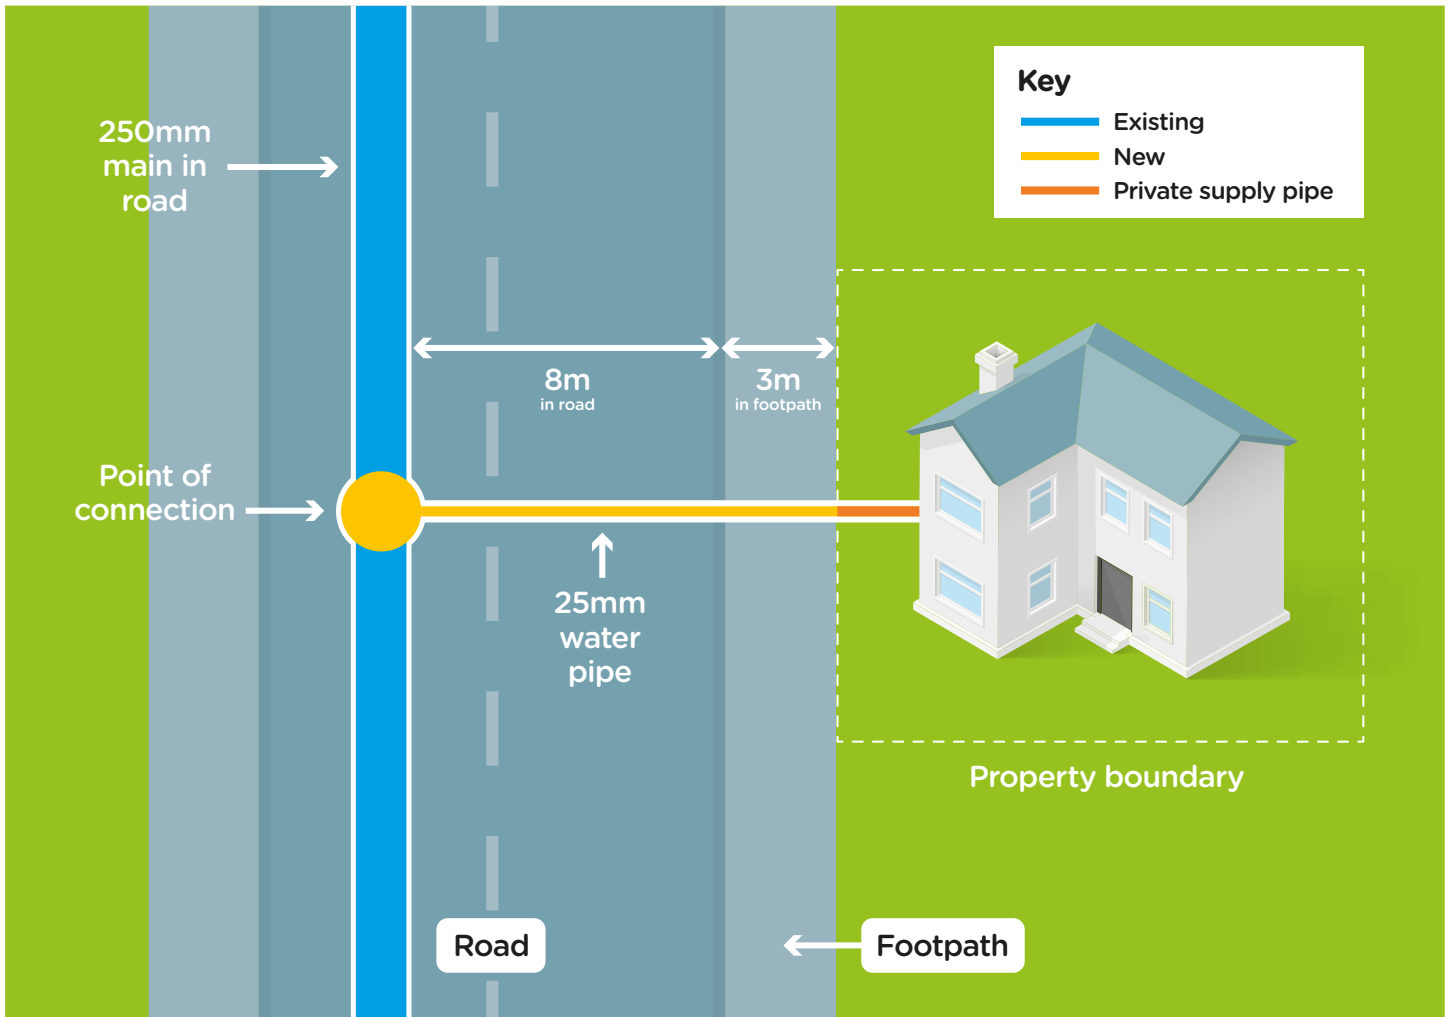 Key
Existing
New
Private supply pipe
250mm
main in
road
8m
in road
3m
in footpath
Point of
connection
25mm
water
pipe
Property boundary
Road
Footpath